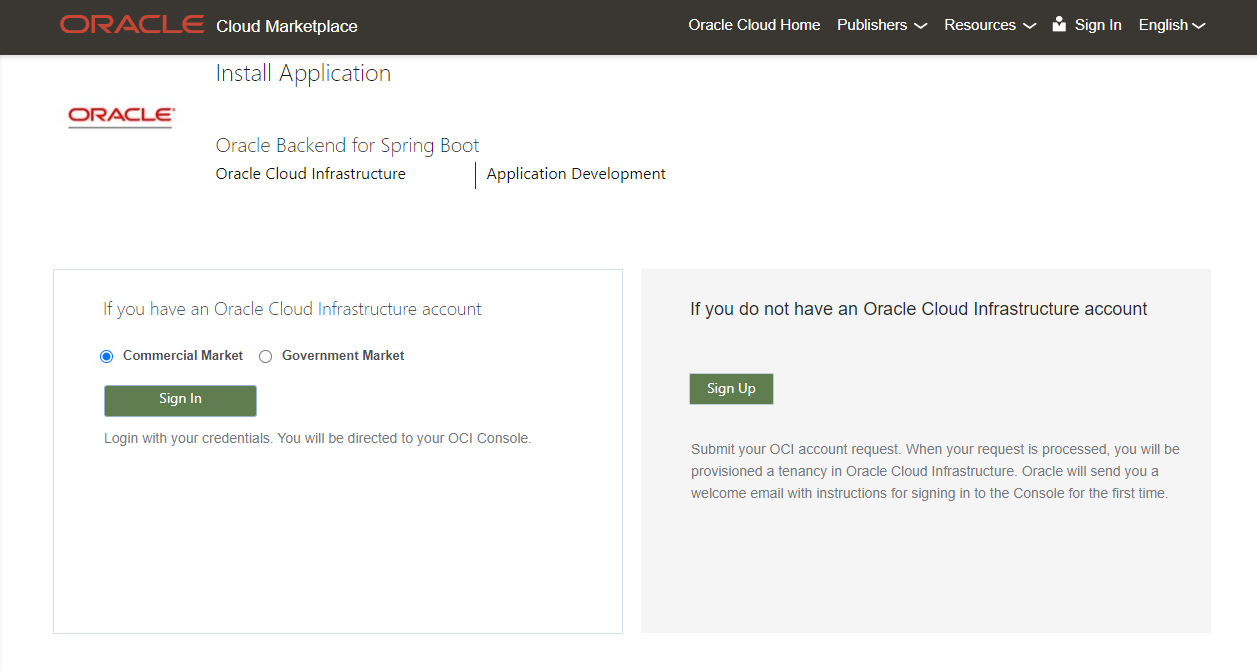 ORACLE Cloud Marketplace Oracle Cloud Home Publishers Resources Sign In English
Install Application
ORACLE
Oracle Backend for Spring Boot
Oracle Cloud Infrastructure Application Development
If you have an Oracle Cloud Infrastructure account
Commercial Market Government Market
Sign In
Login with your credentials. You will be directed to your OCI Console.
If you do not have an Oracle Cloud Infrastructure account
Sign Up
Submit your OCI account request. When your request is processed, you will be
provisioned a tenancy in Oracle Cloud Infrastructure. Oracle will send you a
welcome email with instructions for signing in to the Console for the first time.